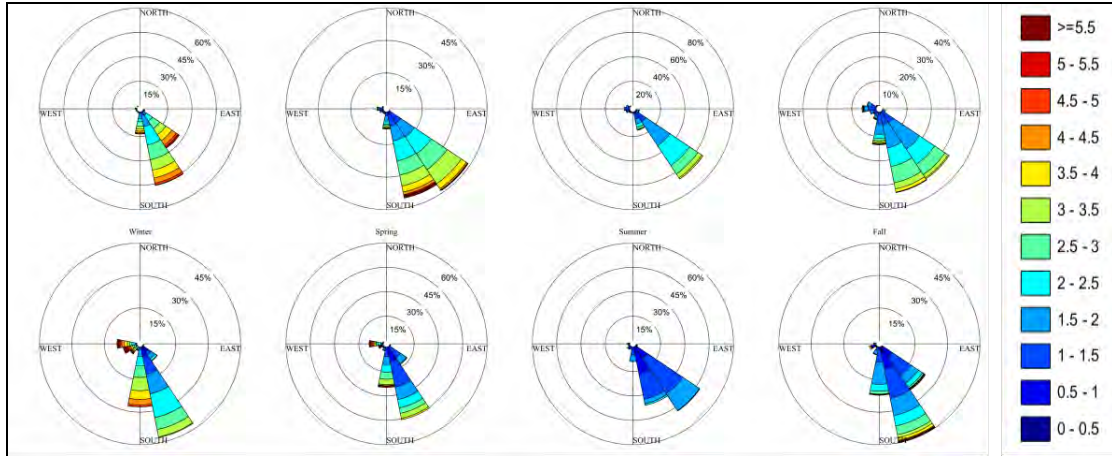 NORTH NORTH NORTH NORTH
60% 45% 80% 40%
30% 30% 60% 30%
15% 15% 40% 20%
20% 10%
WEST EAST WEST EAST WEST EAST WEST EAST
SOUTH SOUTH SOUTH SOUTH
Winter Spring Summer Fall
NORTH NORTH NORTH NORTH
45% 60% 60% 45%
30% 45% 45% 30%
15% 30% 30% 15%
15% 15%
WEST EAST WEST EAST WEST EAST WEST EAST
SOUTH SOUTH SOUTH SOUTH
>=5.5
5 - 5.5
4.5 - 5
4 - 4.5
3.5 - 4
3 - 3.5
2.5 - 3
2 - 2.5
1.5 - 2
1 - 1.5
0.5 - 1
0 - 0.5